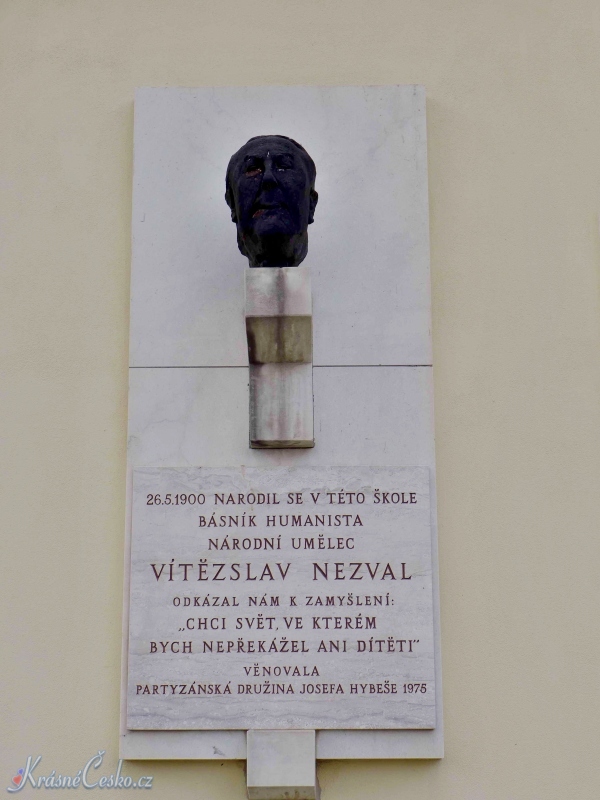 26.5.1900 NARODIL SE V TÉTO ŠKOLE
BÁSNÍK HUMANISTA
NÁRODNÍ UMĚLEC
VÍTĚZSLAV NEZVAL
ODKÁZAL NÁM K ZAMYŠLENÍ:
„CHCI SVĚT, VE KTERÉM
BYCH NEPŘEKÁŽEL ANI DÍTĚTI"
VĚNOVALA
PARTYZÁNSKÁ DRUŽINA JOSEFA HYBEŠE 1975
KrásnéČesko.cz